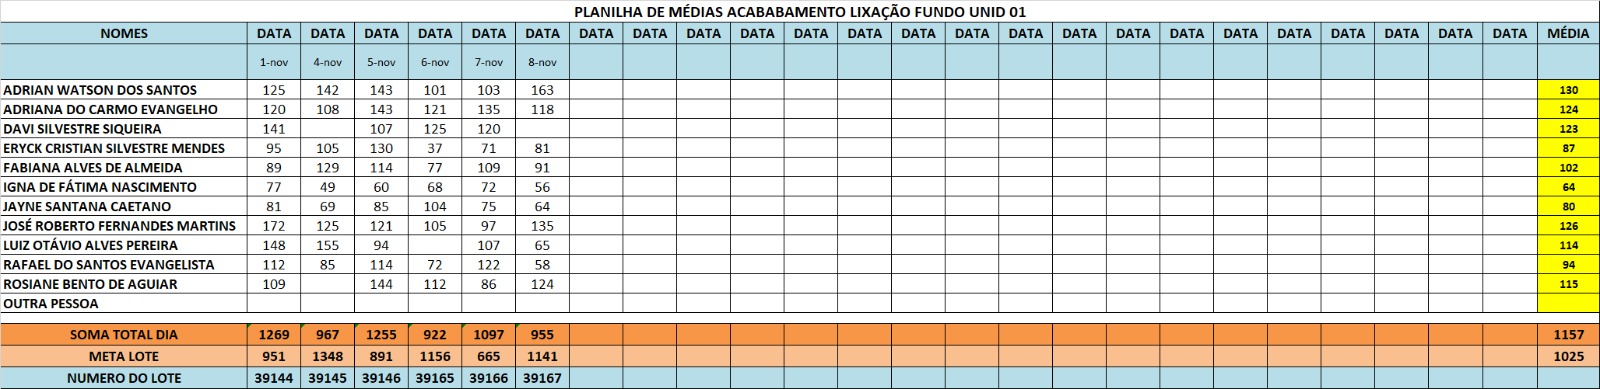 PLANILHA DE MÉDIAS ACABABAMENTO LIXAÇÃO FUNDO UNID 01
NOMES DATA DATA DATA DATA DATA DATA DATA DATA DATA DATA DATA DATA DATA DATA DATA DATA DATA DATA DATA DATA DATA DATA DATA DATA MÉDIA
1-nov 4-nov 5-nov 6-nov 7-nov 8-nov
ADRIAN WATSON DOS SANTOS 125 142 143 101 103 163 130
ADRIANA DO CARMO EVANGELHO 120 108 143 121 135 118 124
DAVI SILVESTRE SIQUEIRA 141 107 125 120 123
ERYCK CRISTIAN SILVESTRE MENDES 95 105 130 37 71 81 87
FABIANA ALVES DE ALMEIDA 89 129 114 77 109 91 102
IGNA DE FÁTIMA NASCIMENTO 77 49 60 68 72 56 64
JAYNE SANTANA CAETANO 81 69 85 104 75 64 80
JOSÉ ROBERTO FERNANDES MARTINS 172 125 121 105 97 135 126
LUIZ OTÁVIO ALVES PEREIRA 148 155 94 107 65 114
RAFAEL DO SANTOS EVANGELISTA 112 85 114 72 122 58 94
ROSIANE BENTO DE AGUIAR 109 144 112 86 124 115
OUTRA PESSOA
SOMA TOTAL DIA 1269 967 1255 922 1097 955 1157
META LOTE 951 1348 891 1156 665 1141 1025
NUMERO DO LOTE 39144 39145 39146 39165 39166 39167